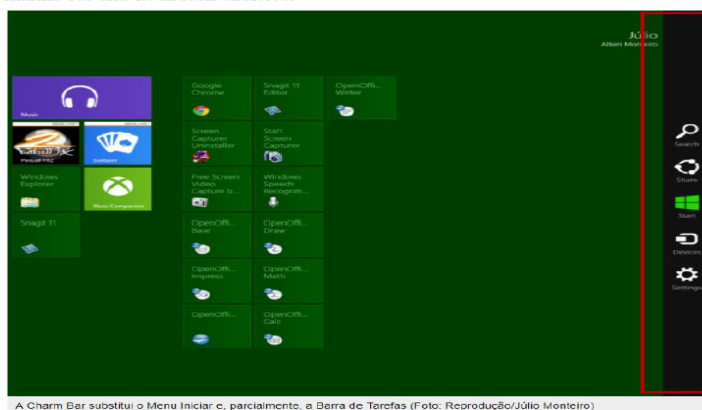 Júlio
Albert Monteiro
Music
Google
Chrome
Snagit 11
Editor
OpenOffi...
Writer
Pinball FX2
Solitaire
Screen
Capturer
Uninstaller
Start
Screen
Capturer
Windows
Explorer
Xbox Companion
Free Screen
Video
Capture b...
Windows
Speech
Recogniti...
Snagit 11
OpenOffi...
Base
OpenOffi...
Draw
OpenOffi...
Impress
OpenOffi...
Math
OpenOffi...
OpenOffi...
Calc
Search
Share
Start
Devices
Settings
A Charm Bar substitui o Menu Iniciar e, parcialmente, a Barra de Tarefas (Foto: Reprodução/Júlio Monteiro)